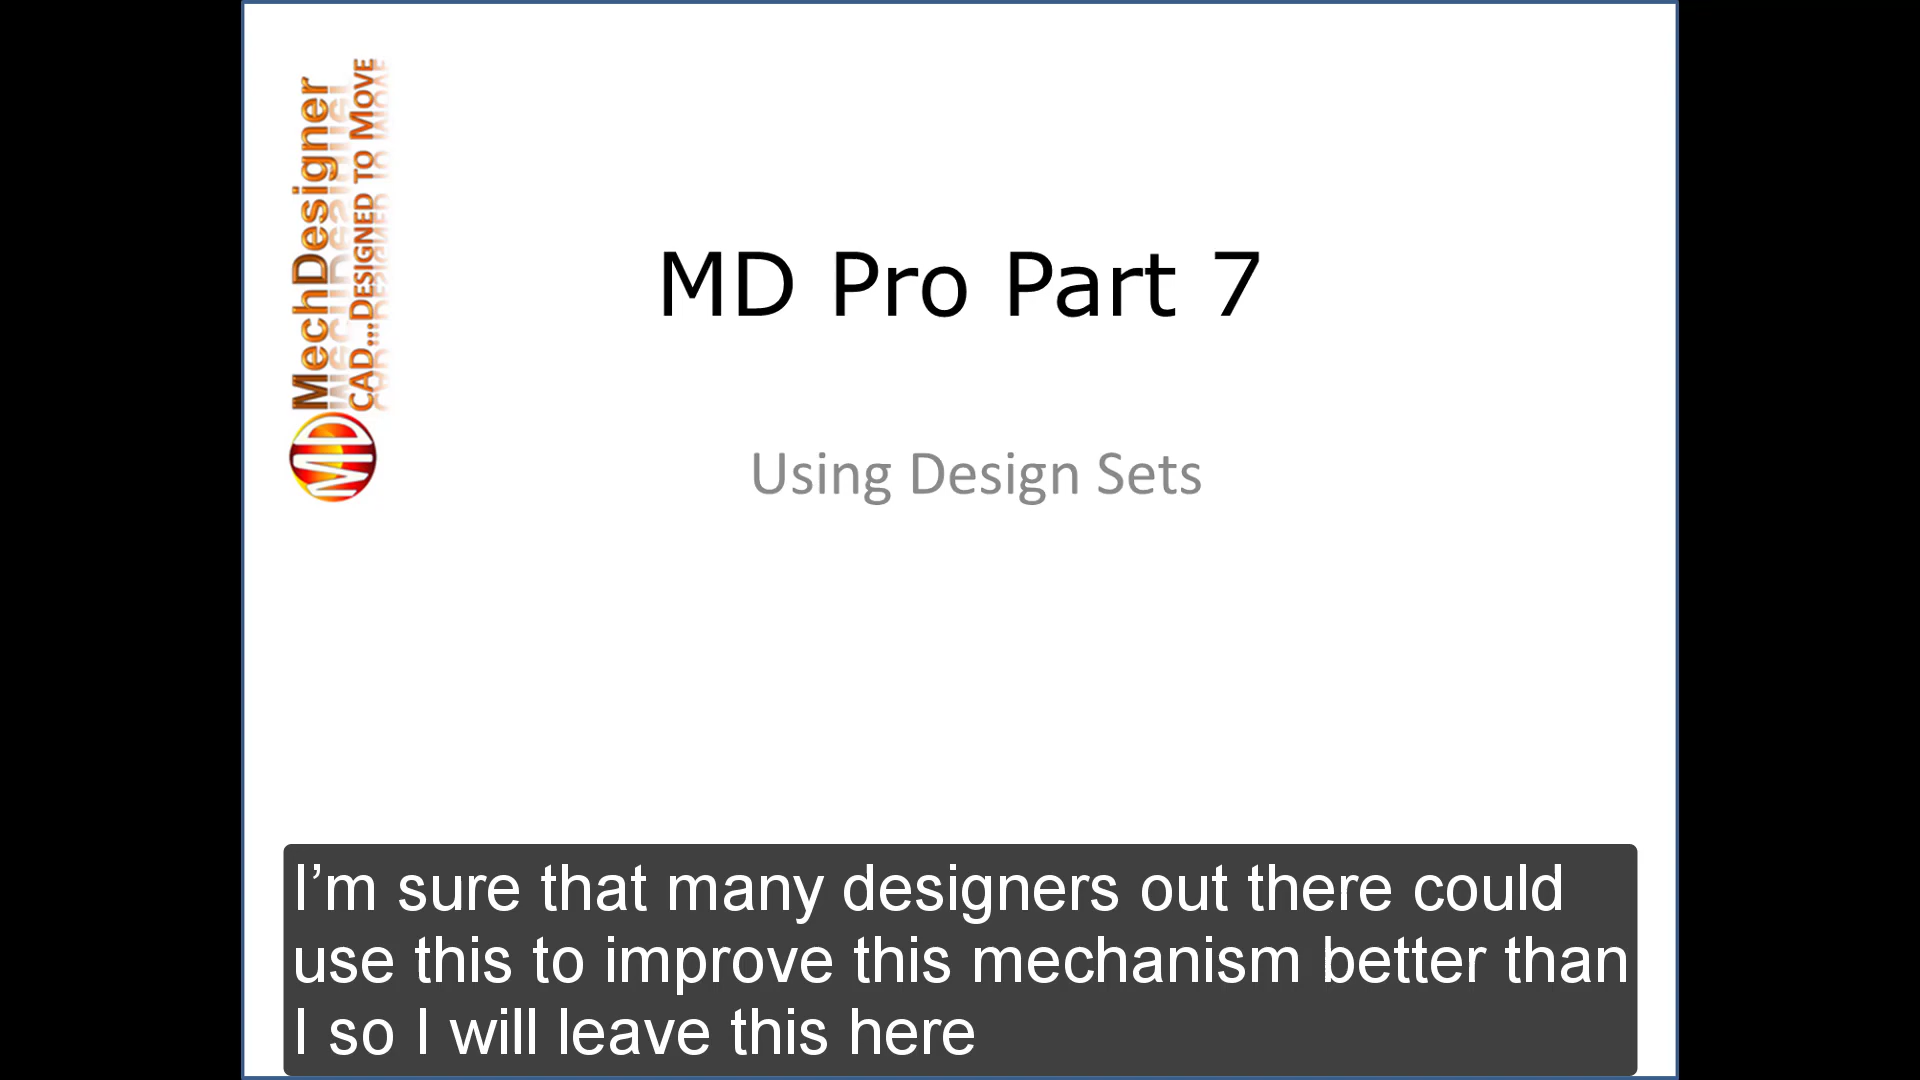 MechDesigner
CAD...DESIGNED TO MOVE
MD
MD Pro Part 7
Using Design Sets
I’m sure that many designers out there could
use this to improve this mechanism better than
I so I will leave this here